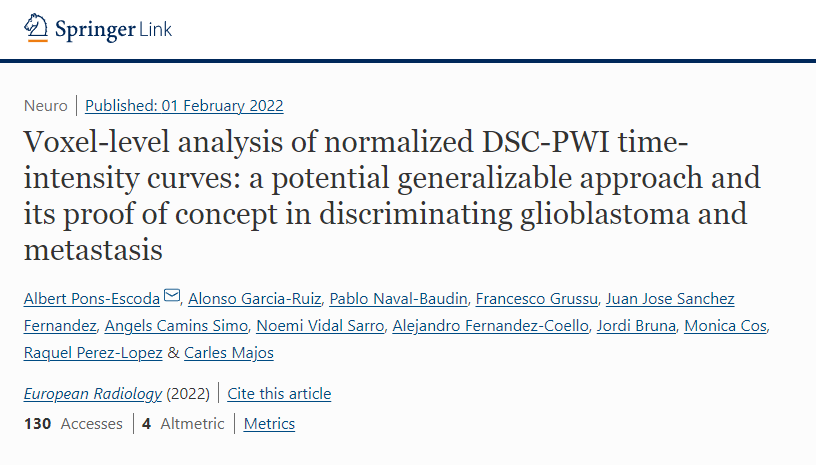 Springer Link
Neuro | Published: 01 February 2022
Voxel-level analysis of normalized DSC-PWI time-
intensity curves: a potential generalizable approach and
its proof of concept in discriminating glioblastoma and
metastasis
Albert Pons-Escoda, Alonso Garcia-Ruiz, Pablo Naval-Baudin, Francesco Grussu, Juan Jose Sanchez
Fernandez, Angels Camins Simo, Noemi Vidal Sarro, Alejandro Fernandez-Coello, Jordi Bruna, Monica Cos,
Raquel Perez-Lopez & Carles Majos
European Radiology (2022) | Cite this article
130 Accesses | 4 Altmetric | Metrics